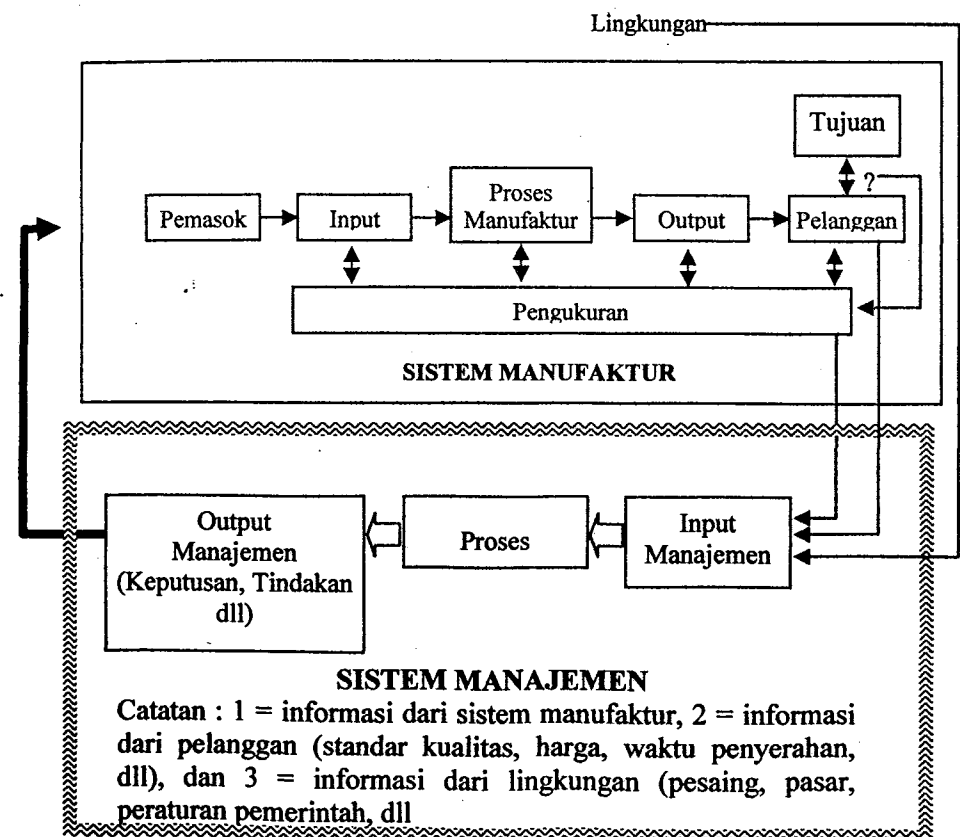 Lingkungan
Tujuan
?
Pemasok
Input
Proses
Manufaktur
Output
Pelanggan
Pengukuran
SISTEM MANUFAKTUR
Output
Manajemen
(Keputusan, Tindakan
dll)
Proses
Input
Manajemen
SISTEM MANAJEMEN
Catatan : 1 = informasi dari sistem manufaktur, 2 = informasi
dari pelanggan (standar kualitas, harga, waktu penyerahan,
dll), dan 3 = informasi dari lingkungan (pesaing, pasar,
peraturan pemerintah, dll